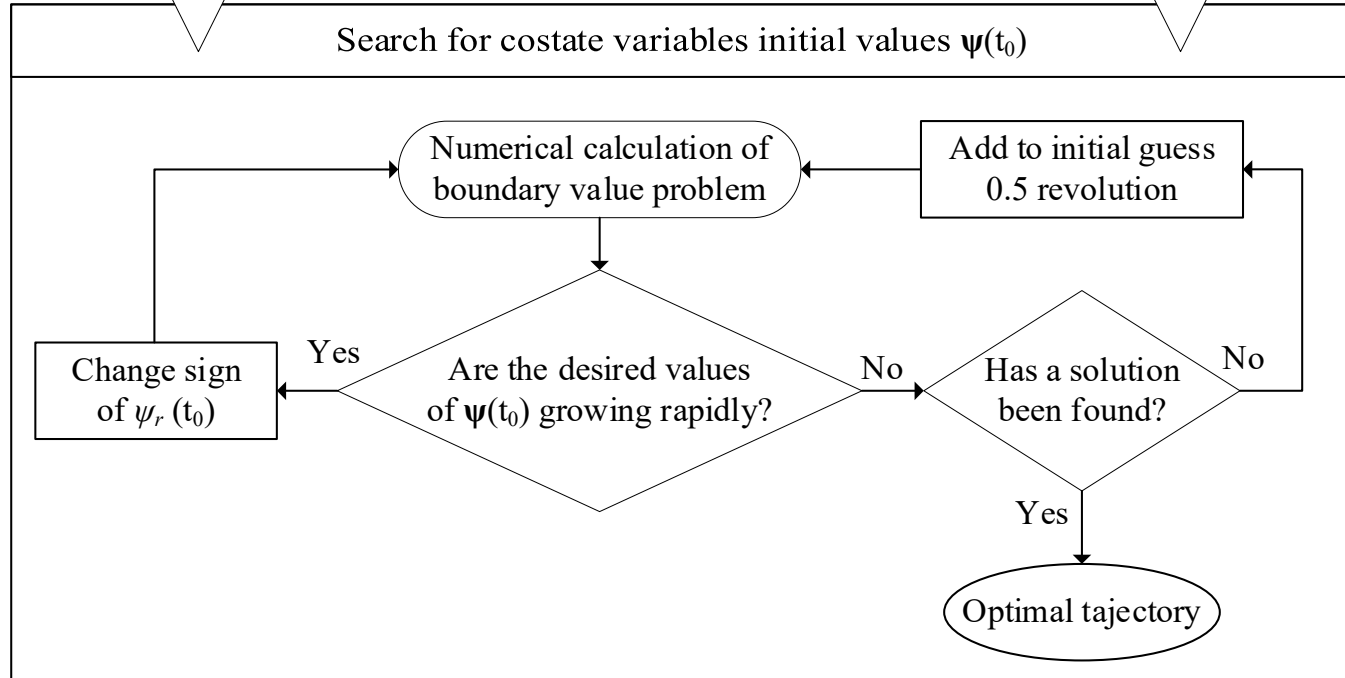 Search for costate variables initial values 𝛙(t₀)
Numerical calculation of
boundary value problem
Add to initial guess
0.5 revolution
Yes
Change sign
of ψᵣ (t₀)
Are the desired values
of 𝛙(t₀) growing rapidly?
No
Has a solution
been found?
No
Yes
Optimal tajectory